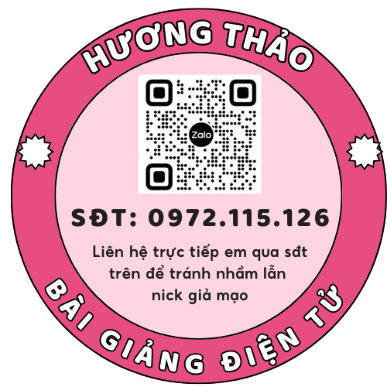 HƯƠNG THẢO
Zalo
SĐT: 0972.115.126
Liên hệ trực tiếp em qua sđt
trên để tránh nhầm lẫn
nick giả mạo
BÀI GIẢNG ĐIỆN TỬ